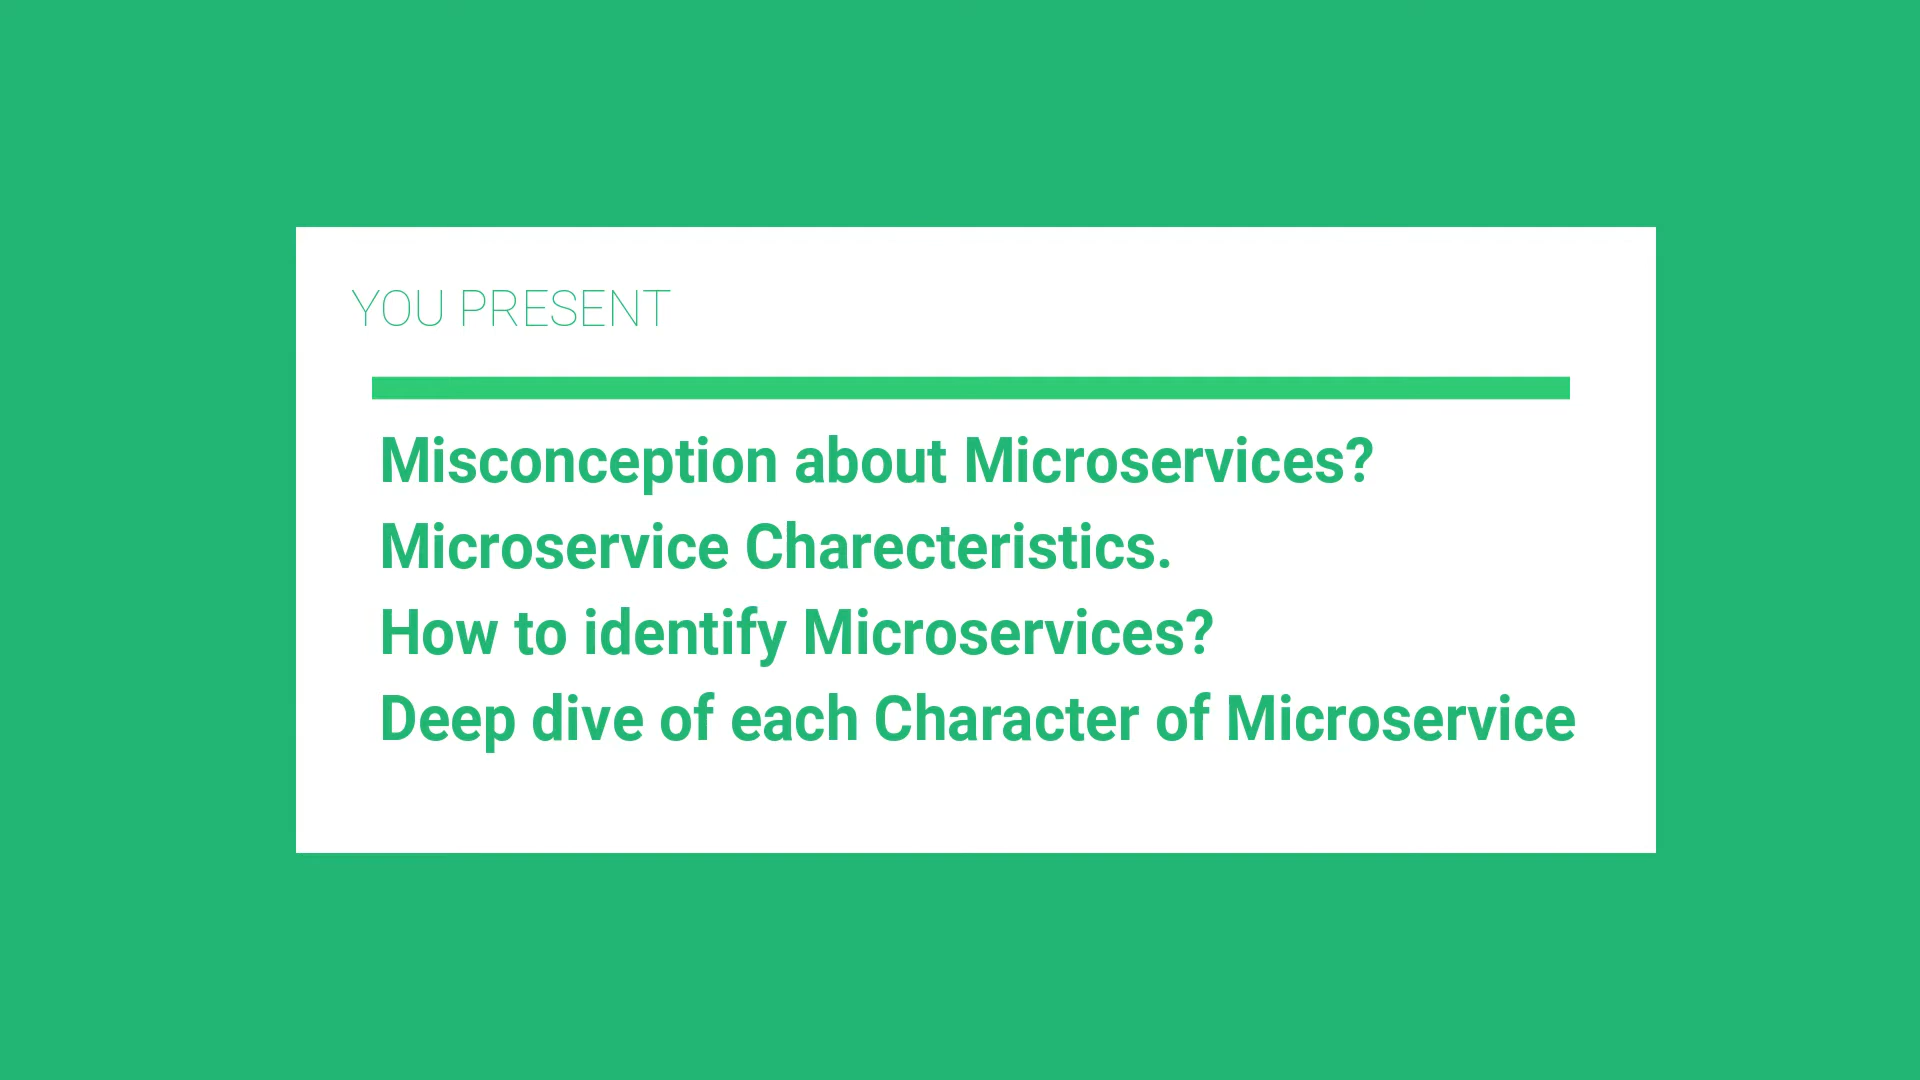 YOU PRESENT
Misconception about Microservices?
Microservice Charecteristics.
How to identify Microservices?
Deep dive of each Character of Microservice